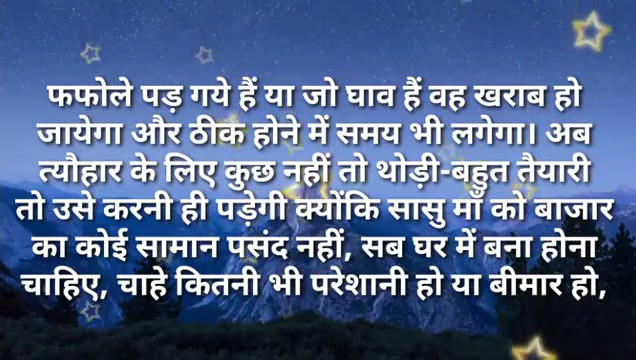 फफोले पड़ गये हैं या जो घाव हैं वह खराब हो
जायेगा और ठीक होने में समय भी लगेगा। अब
त्यौहार के लिए कुछ नहीं तो थोड़ी-बहुत तैयारी
तो उसे करनी ही पड़ेगी क्योंकि सासु माँ को बाजार
का कोई सामान पसंद नहीं, सब घर में बना होना
चाहिए, चाहे कितनी भी परेशानी हो या बीमार हो,